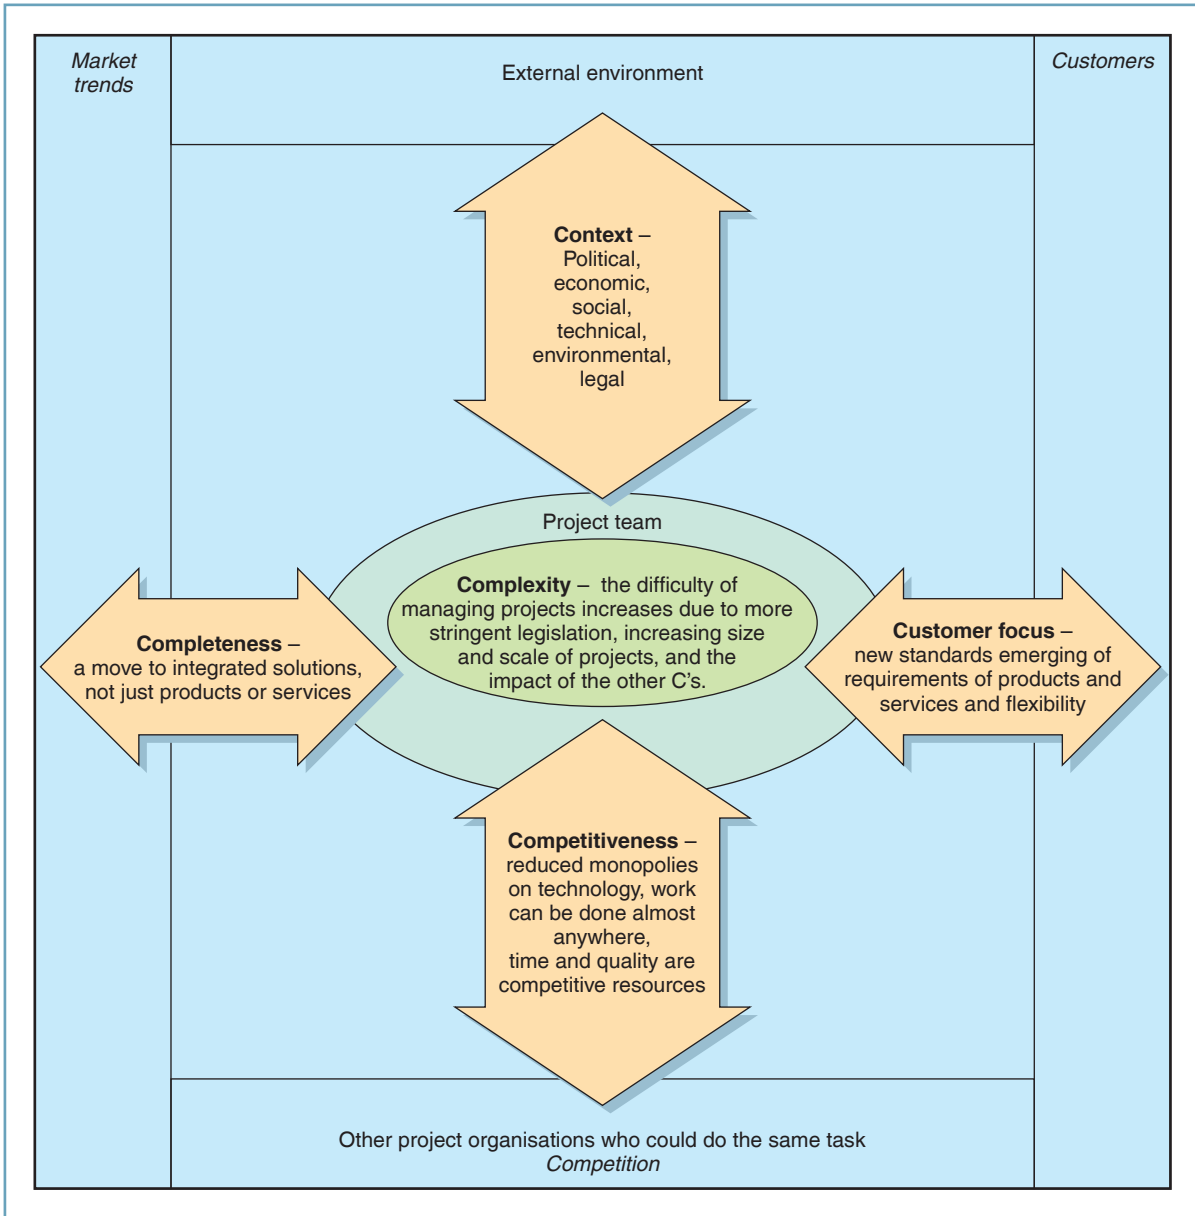 Market
trends
External environment
Customers
Context –
Political,
economic,
social,
technical,
environmental,
legal
Project team
Complexity – the difficulty of
managing projects increases due to more
stringent legislation, increasing size
and scale of projects, and the
impact of the other C's.
Completeness –
a move to integrated solutions,
not just products or services
Customer focus –
new standards emerging of
requirements of products and
services and flexibility
Competitiveness –
reduced monopolies
on technology, work
can be done almost
anywhere,
time and quality are
competitive resources
Other project organisations who could do the same task
Competition